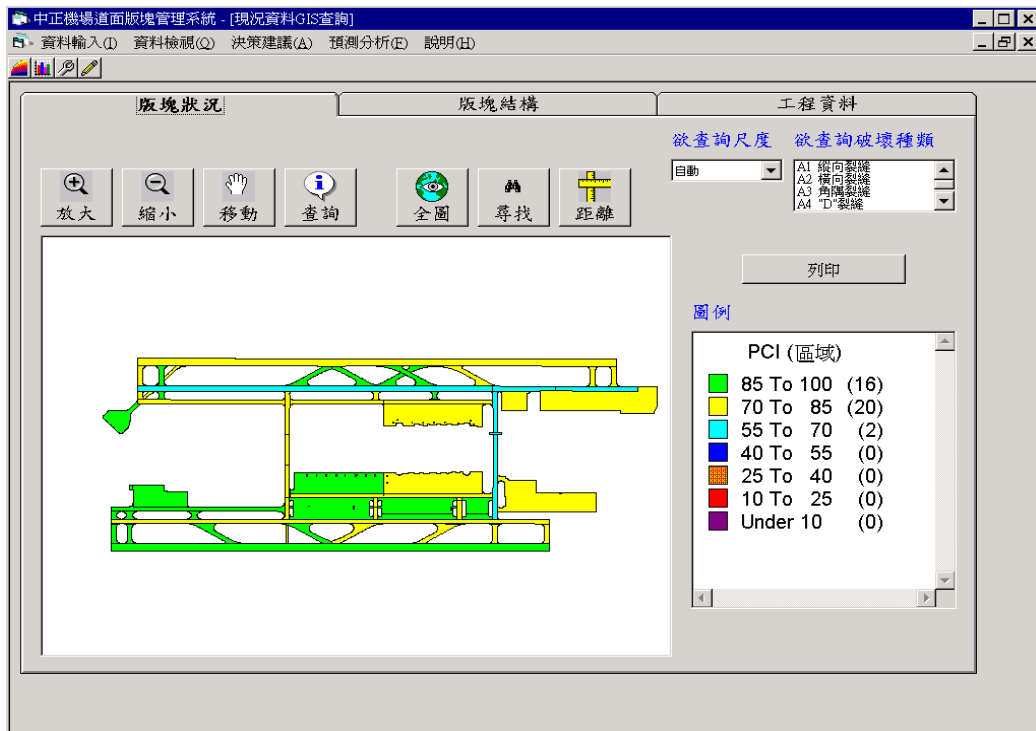 中正機場道面版塊管理系統 - [現況資料GIS查詢]
資料輸入(I) 資料檢視(Q) 決策建議(A) 預測分析(E) 說明(H)
版塊狀況 版塊結構 工程資料
欲查詢尺度 欲查詢破壞種類
自動
A1 縱向裂縫
A2 橫向裂縫
A3 角隅裂縫
A4 "D"裂縫
放大 縮小 移動 查詢 全圖 尋找 距離
列印
圖例
PCI (區域)
85 To 100 (16)
70 To 85 (20)
55 To 70 (2)
40 To 55 (0)
25 To 40 (0)
10 To 25 (0)
Under 10 (0)